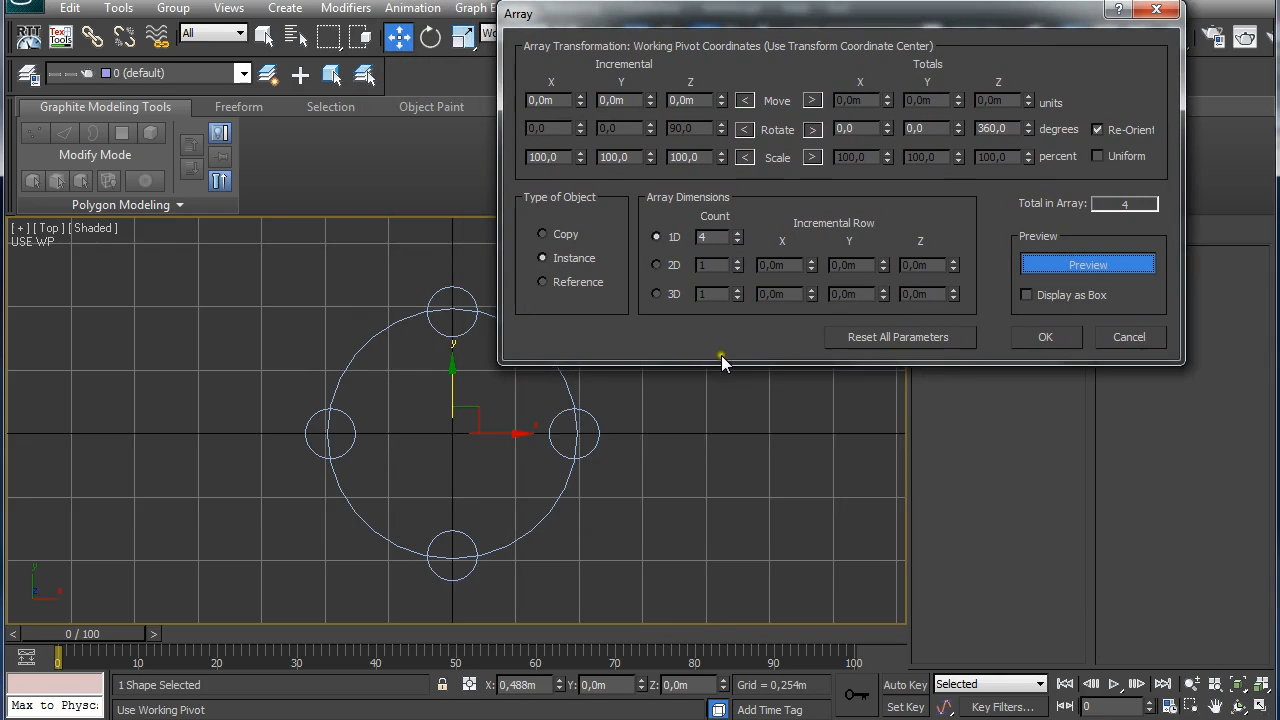 Edit Tools Group Views Create Modifiers Animation Graph E
Array
RTT Tex Tools All
0 (default)
Graphite Modeling Tools Freeform Selection Object Paint
Modify Mode
Polygon Modeling
Array Transformation: Working Pivot Coordinates (Use Transform Coordinate Center)
Incremental Totals
X Y Z X Y Z
0,0m 0,0m 0,0m < Move > 0,0m 0,0m 0,0m units
0,0 0,0 90,0 < Rotate > 0,0 0,0 360,0 degrees Re-Orient
100,0 100,0 100,0 < Scale > 100,0 100,0 100,0 percent Uniform
Type of Object
Copy
Instance
Reference
Array Dimensions
Count
Incremental Row
X Y Z
1D 4
2D 1 0,0m 0,0m 0,0m
3D 1 0,0m 0,0m 0,0m
Total in Array: 4
Preview
Preview
Display as Box
Reset All Parameters OK Cancel
[ + ] [ Top ] [ Shaded ]
USE WP
y
x
y
z x
< 0 / 100 >
0 10 20 30 40 50 60 70 80 90 100
1 Shape Selected X: 0,488m Y: 0,0m Z: 0,0m Grid = 0,254m Auto Key Selected
Max to Physc Use Working Pivot Add Time Tag Set Key Key Filters... 0